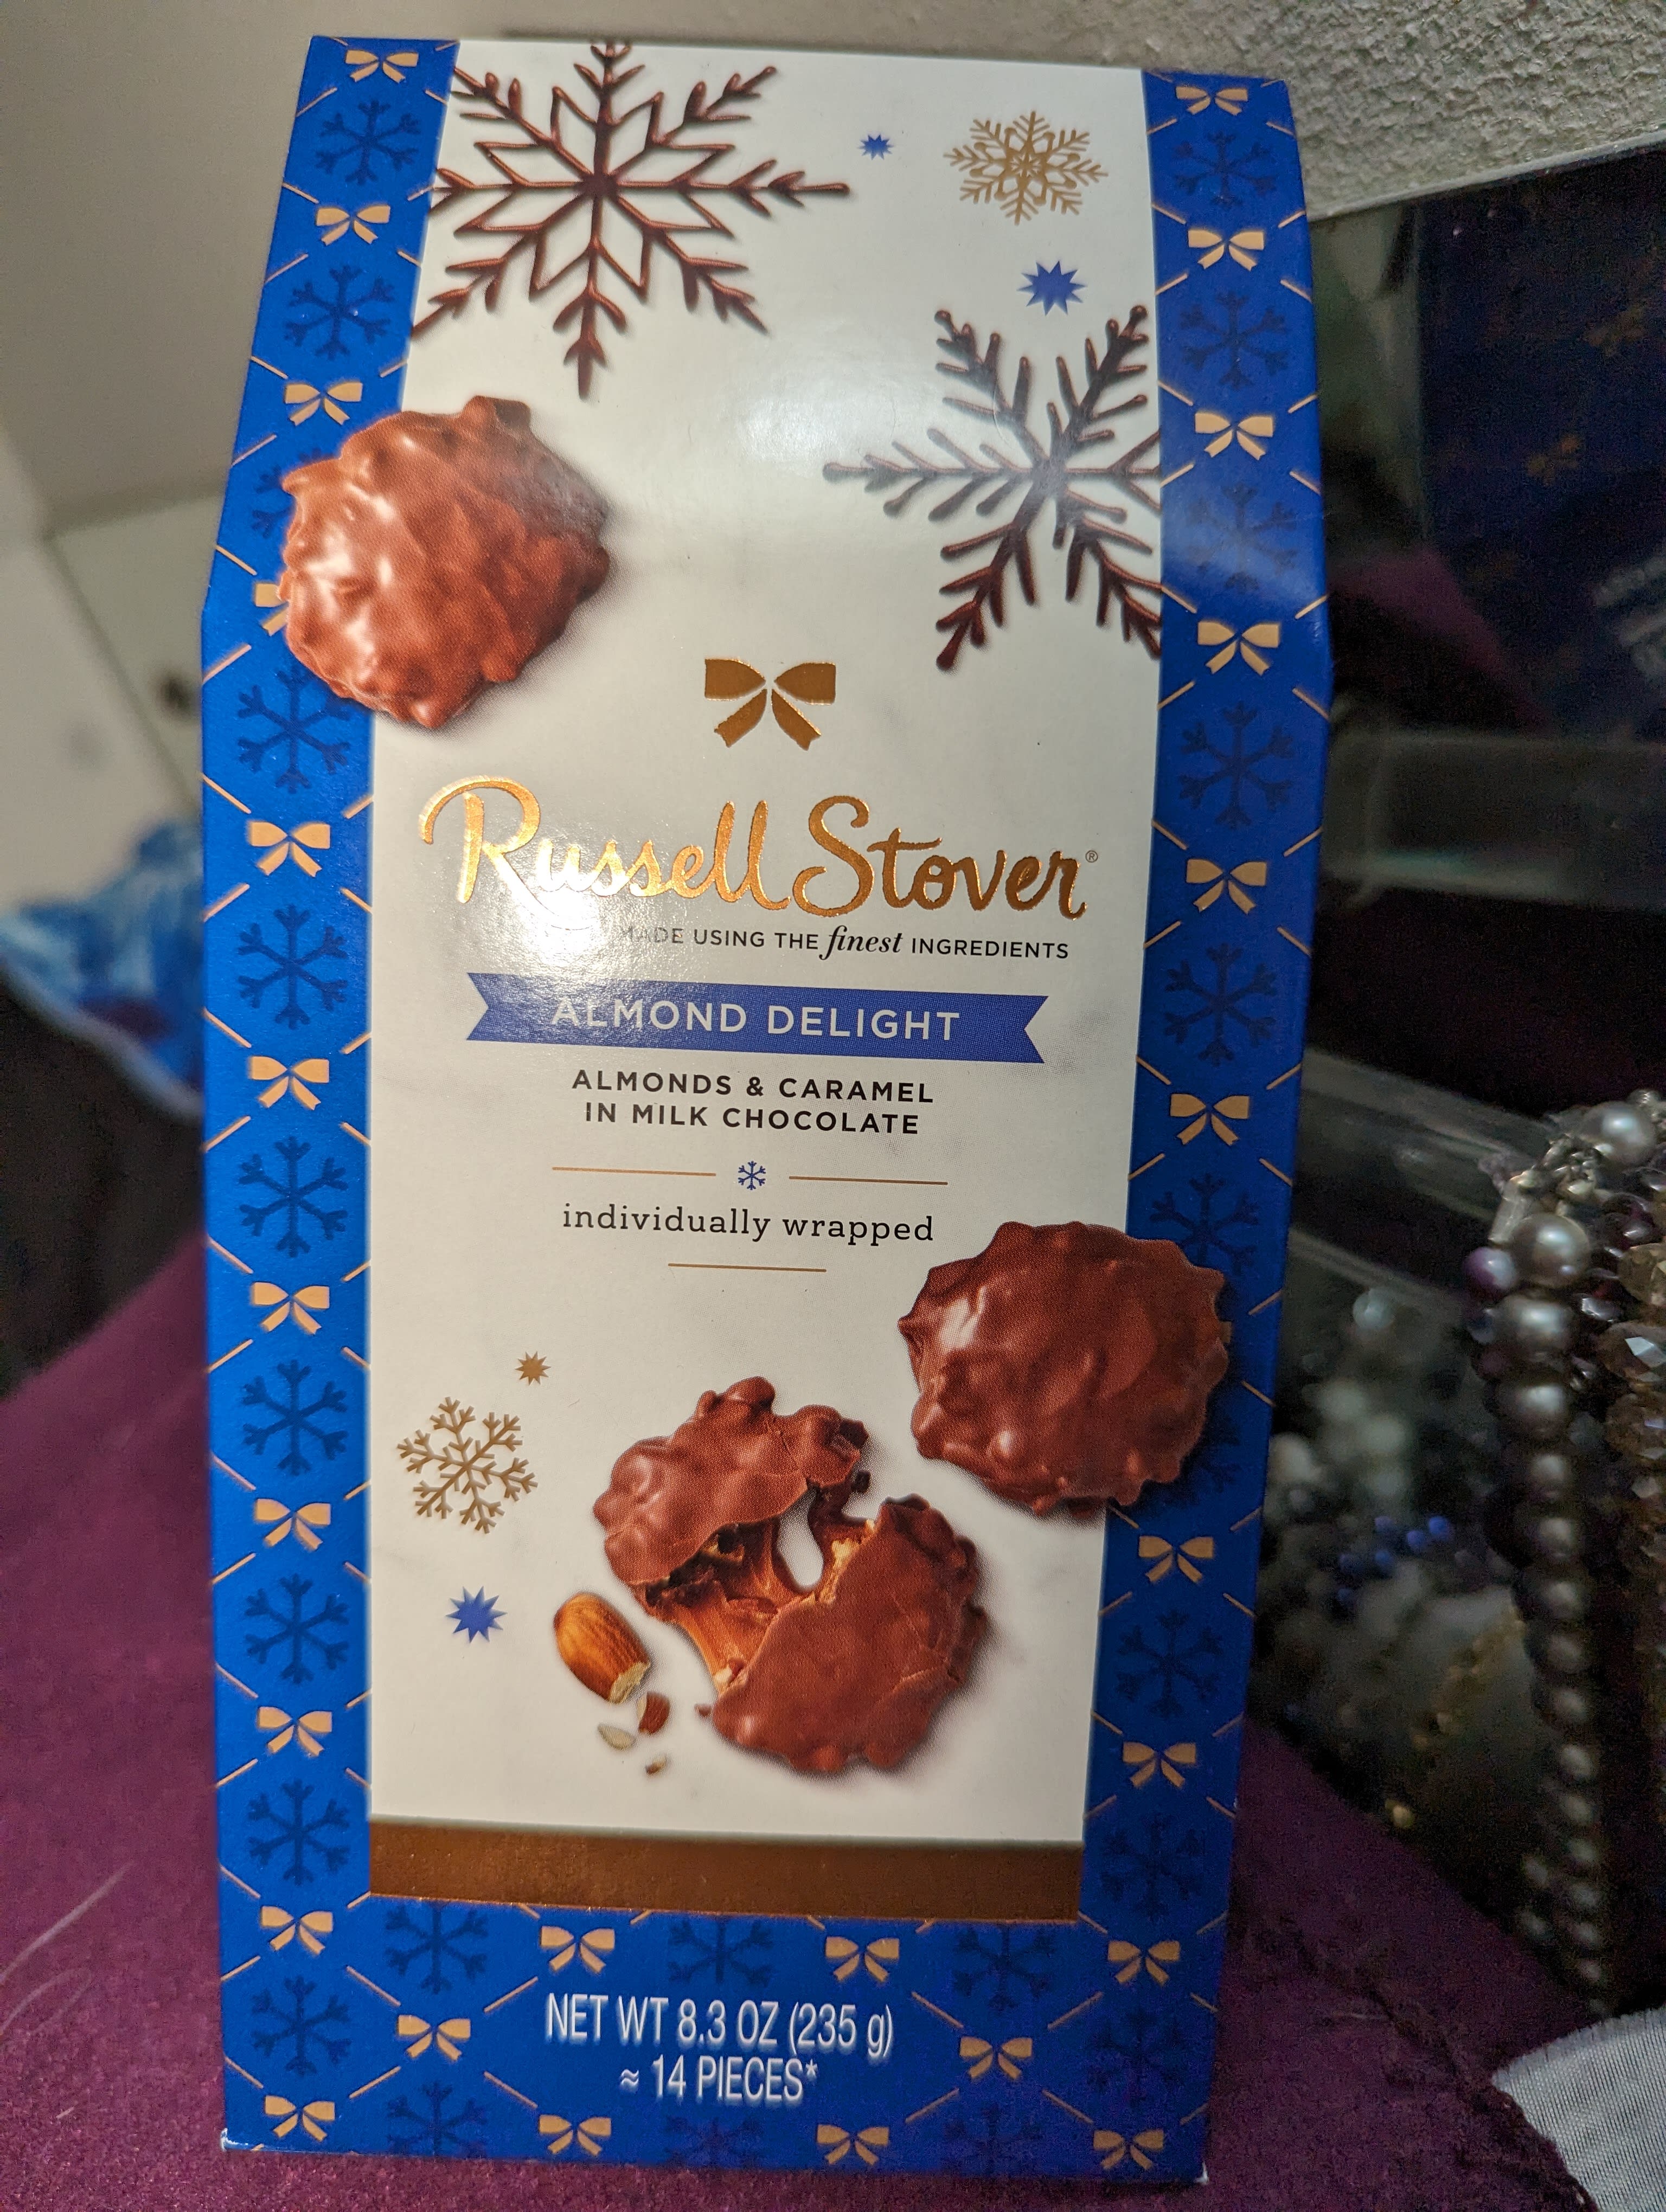 Russell Stover®
MADE USING THE finest INGREDIENTS
ALMOND DELIGHT
ALMONDS & CARAMEL
IN MILK CHOCOLATE
individually wrapped
NET WT 8.3 OZ (235 g)
≈ 14 PIECES*